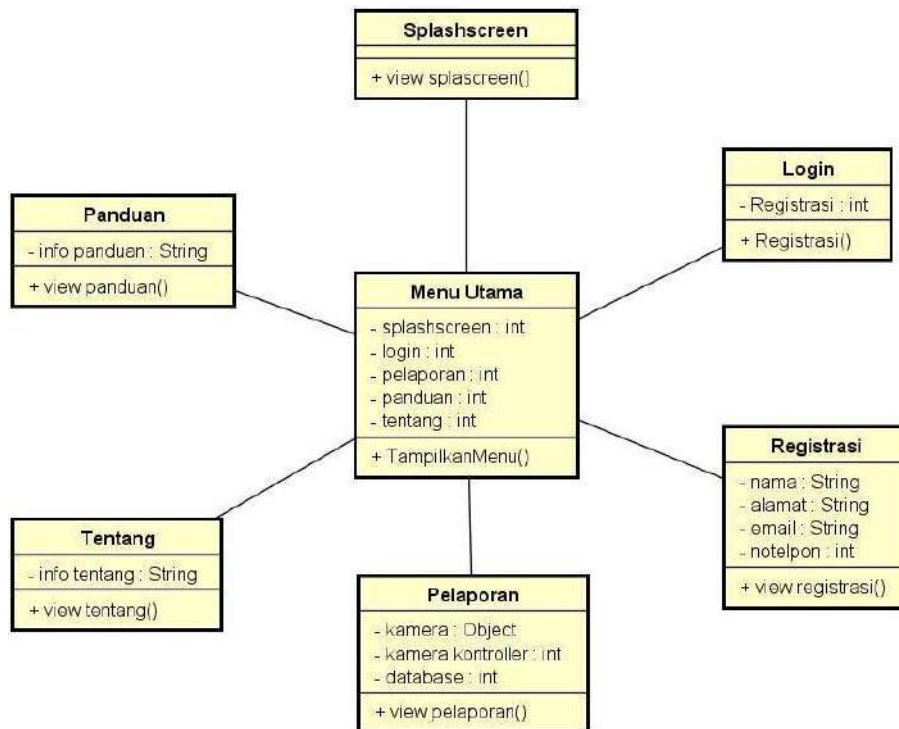 Splashscreen
+ view splascreen()
Login
- Registrasi : int
+ Registrasi()
Panduan
- info panduan : String
+ view panduan()
Menu Utama
- splashscreen : int
- login : int
- pelaporan : int
- panduan : int
- tentang : int
+ TampilkanMenu()
Registrasi
- nama : String
- alamat : String
- email : String
- notelpon : int
+ view registrasi()
Tentang
- info tentang : String
+ view tentang()
Pelaporan
- kamera : Object
- kamera kontroller : int
- database : int
+ view pelaporan()